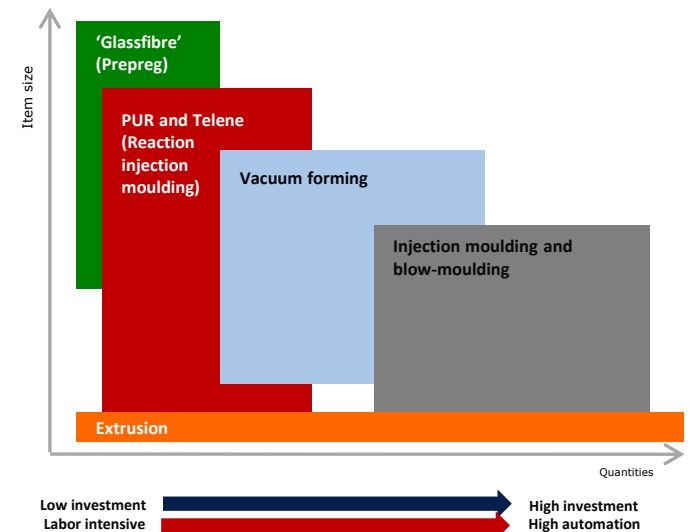 Item size
‘Glassfibre’
(Prepreg)
PUR and Telene
(Reaction
injection
moulding)
Vacuum forming
Injection moulding and
blow-moulding
Extrusion
Quantities
Low investment
High investment
Labor intensive
High automation